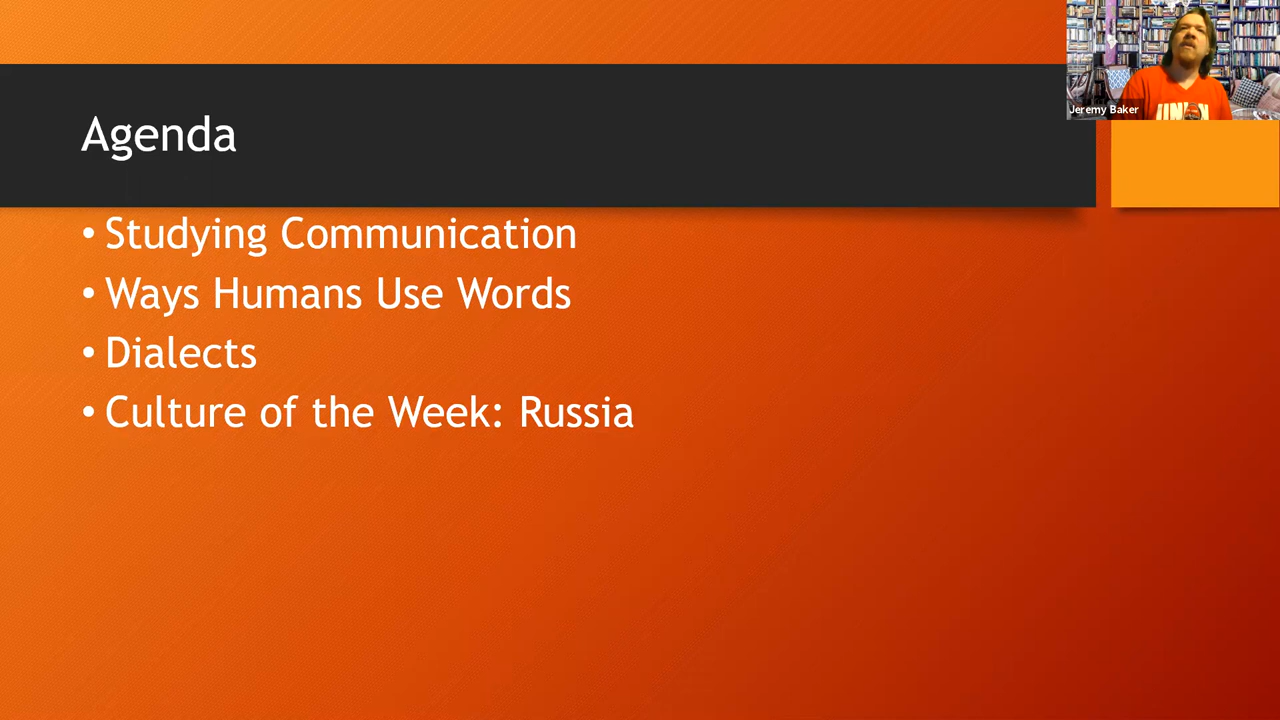 Agenda
• Studying Communication
• Ways Humans Use Words
• Dialects
• Culture of the Week: Russia
Jeremy Baker